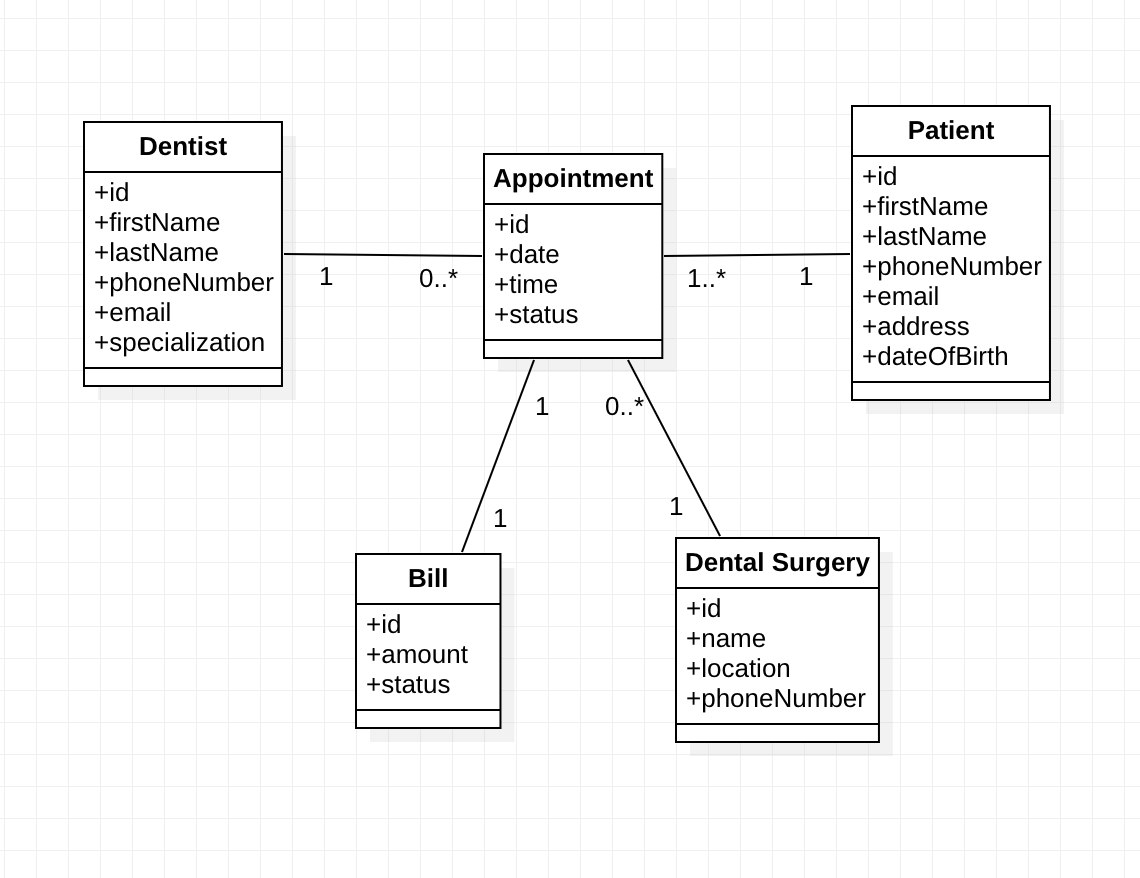 Dentist
+id
+firstName
+lastName
+phoneNumber
+email
+specialization
1
0..*
Appointment
+id
+date
+time
+status
1..*
1
Patient
+id
+firstName
+lastName
+phoneNumber
+email
+address
+dateOfBirth
1
0..*
1
1
Bill
+id
+amount
+status
Dental Surgery
+id
+name
+location
+phoneNumber